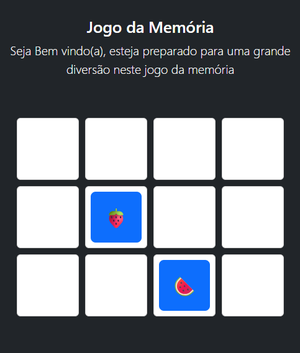 Jogo da Memória
Seja Bem vindo(a), esteja preparado para uma grande
diversão neste jogo da memória